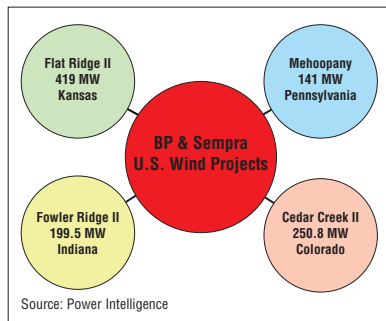 Flat Ridge II
419 MW
Kansas
Mehoopany
141 MW
Pennsylvania
BP & Sempra
U.S. Wind Projects
Fowler Ridge II
199.5 MW
Indiana
Cedar Creek II
250.8 MW
Colorado
Source: Power Intelligence